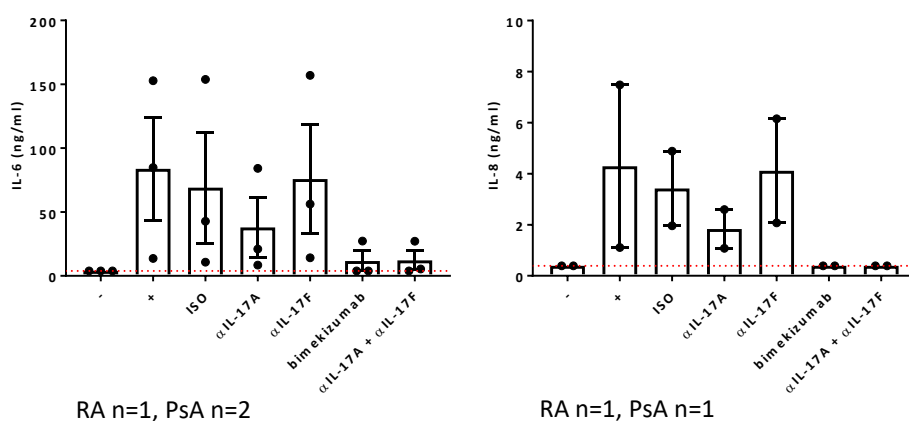 200
150
100
50
0
IL-6 (ng/ml)
-
+
ISO
αIL-17A
αIL-17F
bimekizumab
αIL-17A + αIL-17F
RA n=1, PsA n=2
10
8
6
4
2
0
IL-8 (ng/ml)
-
+
ISO
αIL-17A
αIL-17F
bimekizumab
αIL-17A + αIL-17F
RA n=1, PsA n=1